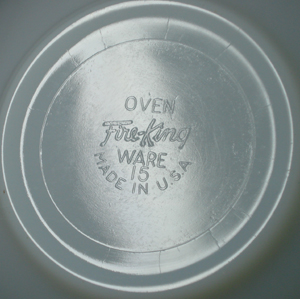 OVEN
Fire-King
WARE
15
MADE IN U.S.A